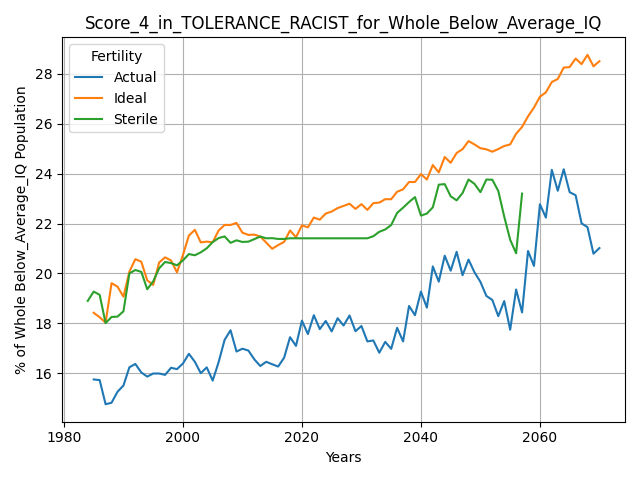 Score_4_in_TOLERANCE_RACIST_for_Whole_Below_Average_IQ
Fertility
Actual
Ideal
Sterile
% of Whole Below_Average_IQ Population
28
26
24
22
20
18
16
1980
2000
2020
2040
2060
Years